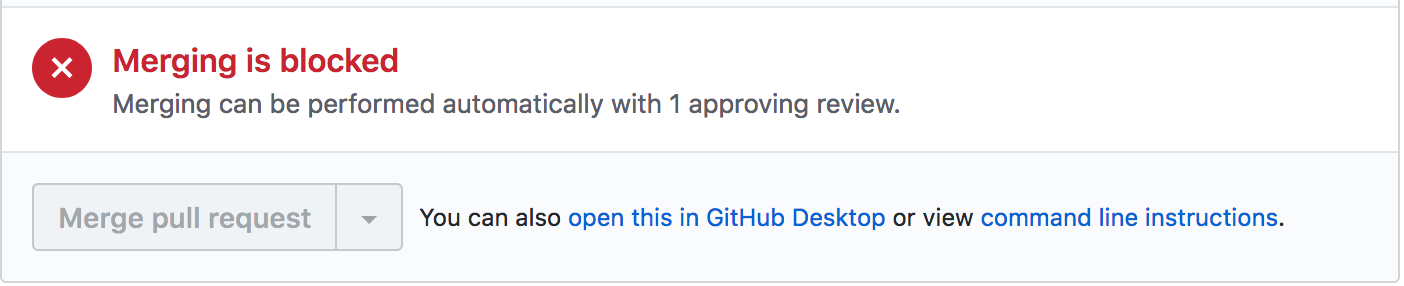 Merging is blocked
Merging can be performed automatically with 1 approving review.
Merge pull request
You can also open this in GitHub Desktop or view command line instructions.